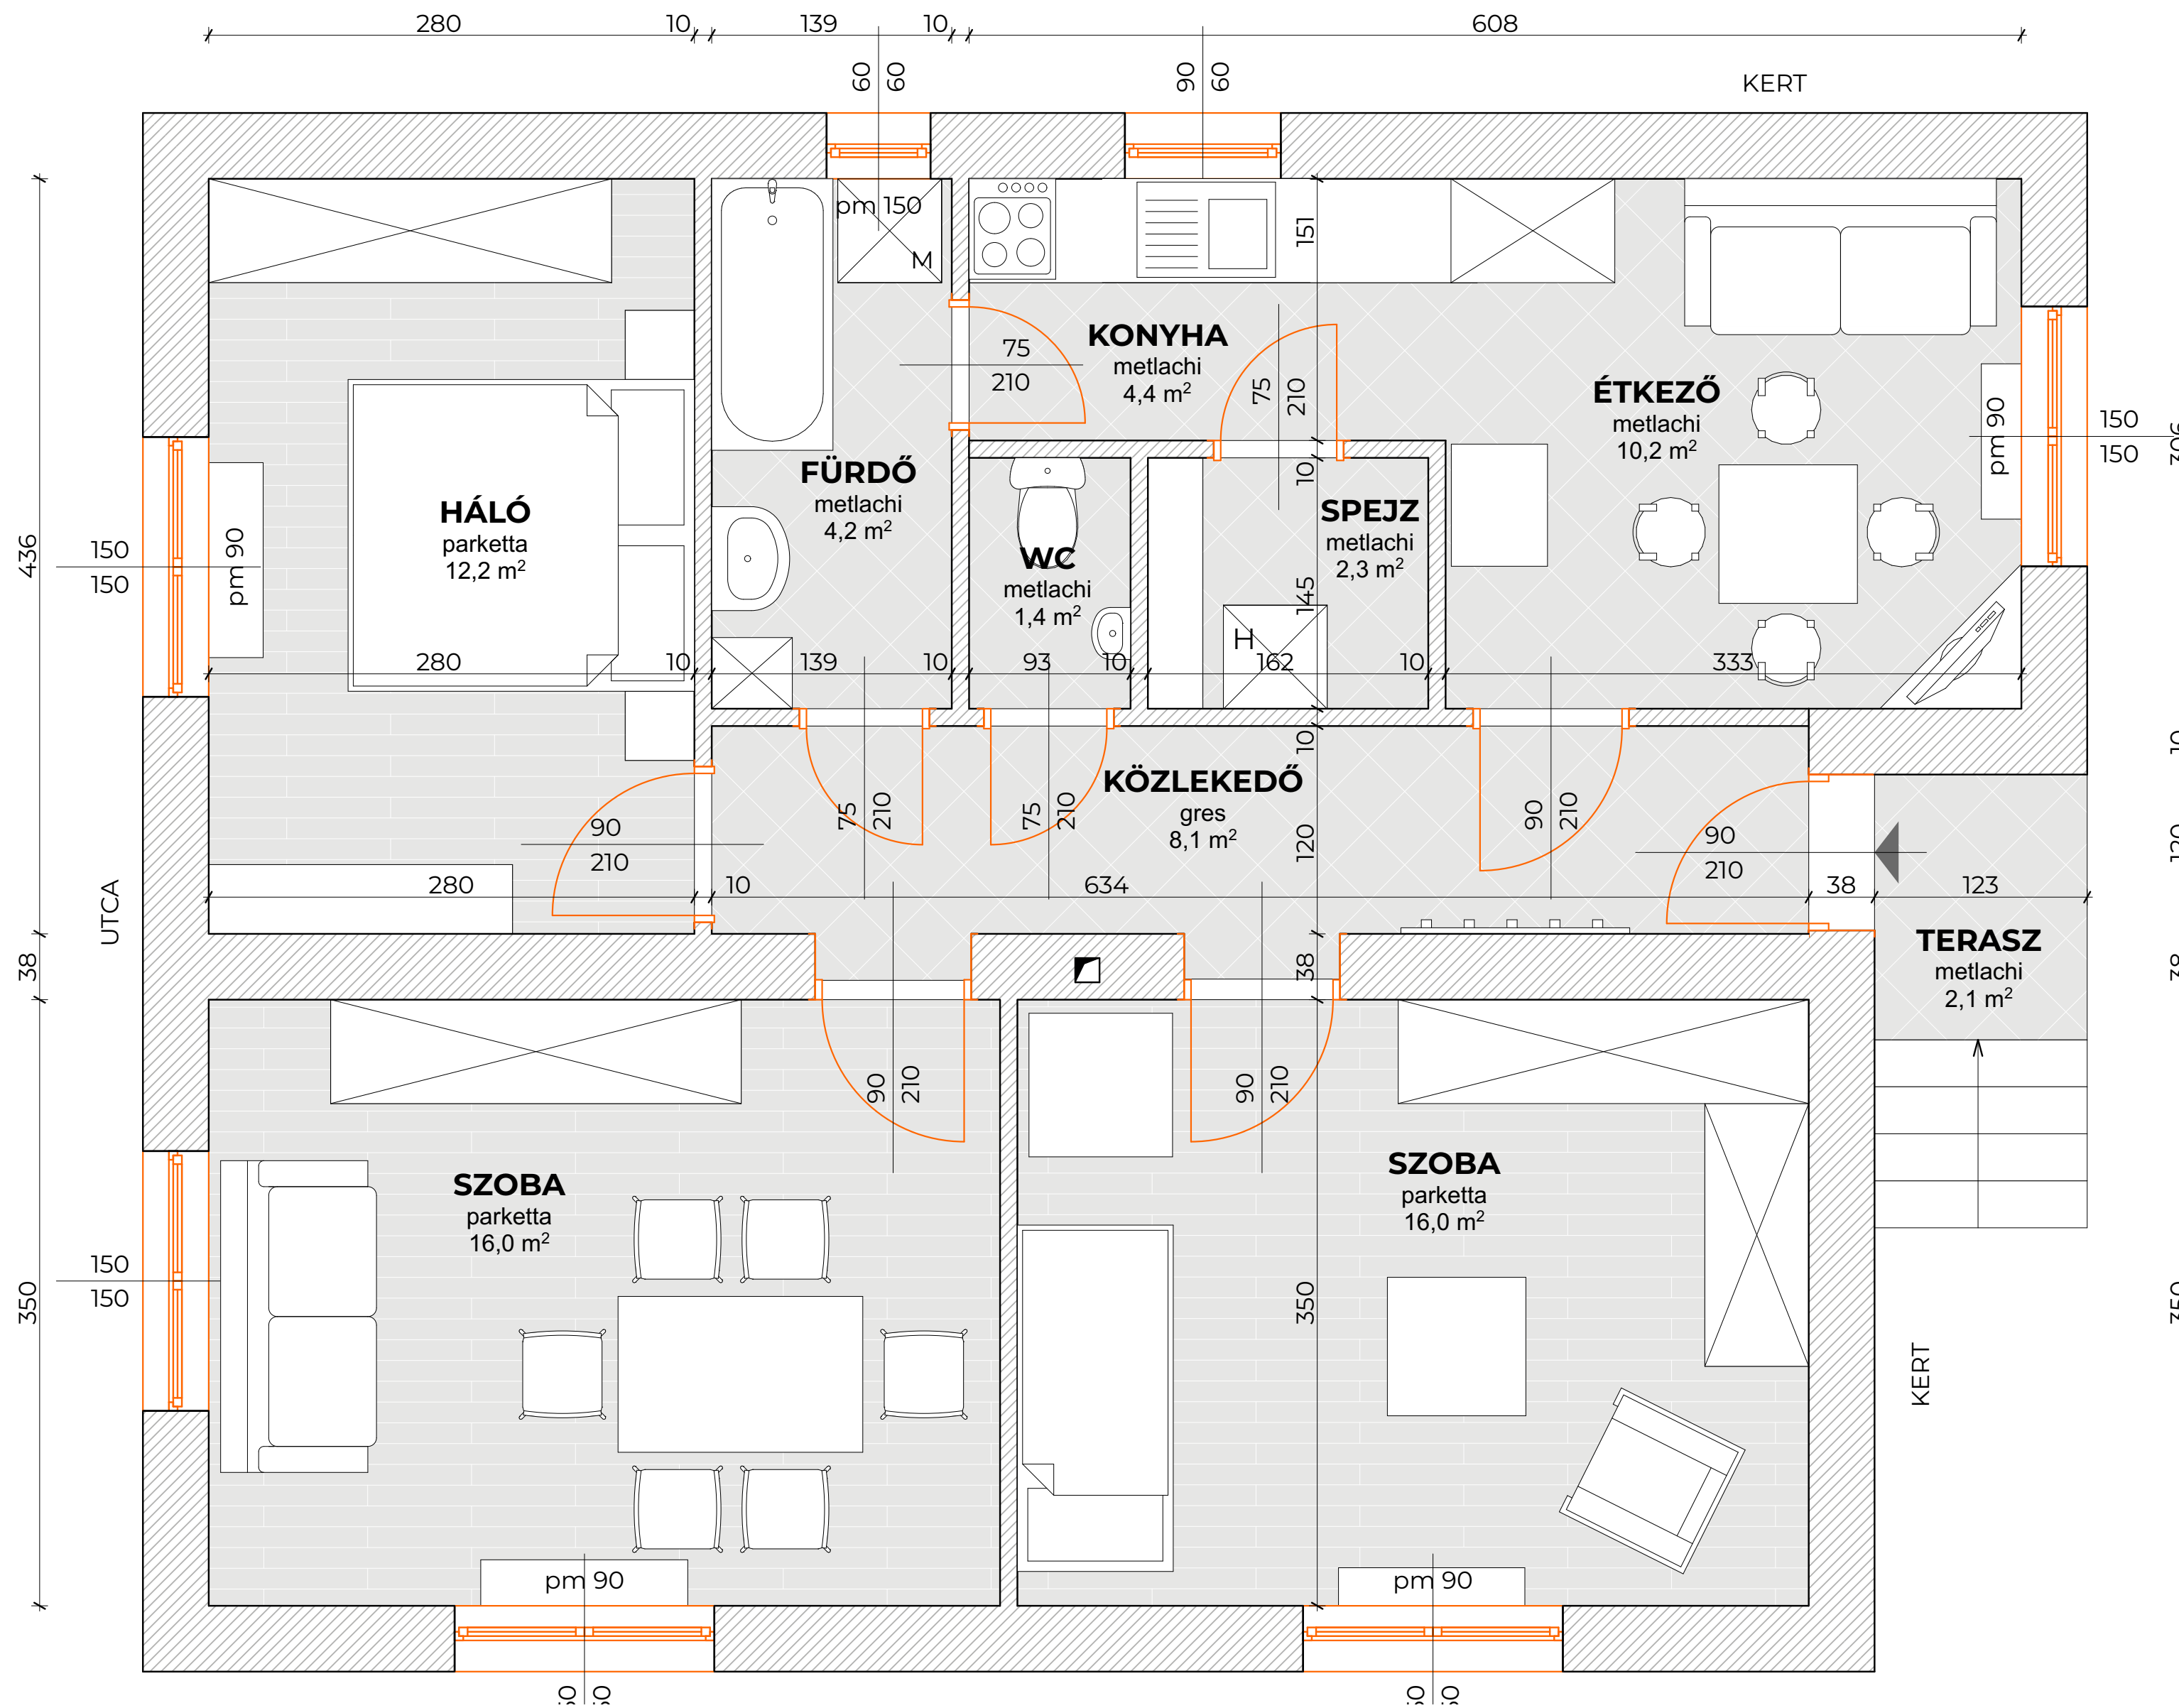 280
10
139
10
608
60
60
90
60
KERT
pm 150
M
151
KONYHA
metlachi
4,4 m²
75
210
75
210
ÉTKEZŐ
metlachi
10,2 m²
pm 90
150
150
306
436
150
150
pm 90
HÁLÓ
parketta
12,2 m²
FÜRDŐ
metlachi
4,2 m²
WC
metlachi
1,4 m²
10
SPEJZ
metlachi
2,3 m²
145
H
280
10
139
10
93
10
162
10
333
10
10
KÖZLEKEDŐ
gres
8,1 m²
75
210
75
210
90
210
90
210
90
210
120
120
UTCA
280
10
634
38
123
38
38
38
TERASZ
metlachi
2,1 m²
90
210
90
210
SZOBA
parketta
16,0 m²
SZOBA
parketta
16,0 m²
150
150
350
350
350
KERT
pm 90
pm 90